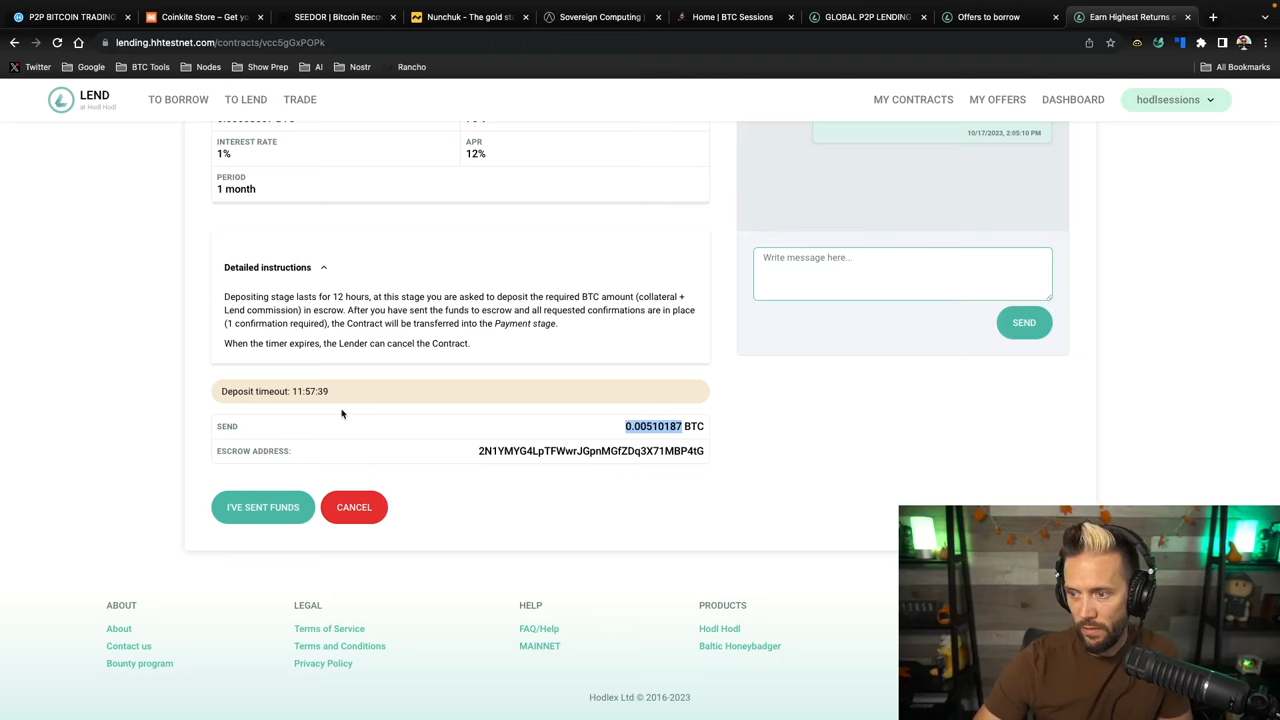 P2P BITCOIN TRADING
Coinkite Store – Get yo
SEEDOR | Bitcoin Reco
Nunchuk - The gold sta
Sovereign Computing |
Home | BTC Sessions
GLOBAL P2P LENDING
Offers to borrow
Earn Highest Returns o
lending.hhtestnet.com/contracts/vcc5gGxPOPk
Twitter
Google
BTC Tools
Nodes
Show Prep
AI
Nostr
Rancho
All Bookmarks
LEND
at Hodl Hodl
TO BORROW
TO LEND
TRADE
MY CONTRACTS
MY OFFERS
DASHBOARD
hodlsessions
INTEREST RATE
1%
APR
12%
PERIOD
1 month
10/17/2023, 2:05:10 PM
Write message here...
SEND
Detailed instructions
Depositing stage lasts for 12 hours, at this stage you are asked to deposit the required BTC amount (collateral +
Lend commission) in escrow. After you have sent the funds to escrow and all requested confirmations are in place
(1 confirmation required), the Contract will be transferred into the Payment stage.
When the timer expires, the Lender can cancel the Contract.
Deposit timeout: 11:57:39
SEND
0.00510187 BTC
ESCROW ADDRESS:
2N1YMYG4LpTFWwrJGpnMGfZDq3X71MBP4tG
I'VE SENT FUNDS
CANCEL
ABOUT
About
Contact us
Bounty program
LEGAL
Terms of Service
Terms and Conditions
Privacy Policy
HELP
FAQ/Help
MAINNET
PRODUCTS
Hodl Hodl
Baltic Honeybadger
Hodlex Ltd © 2016-2023